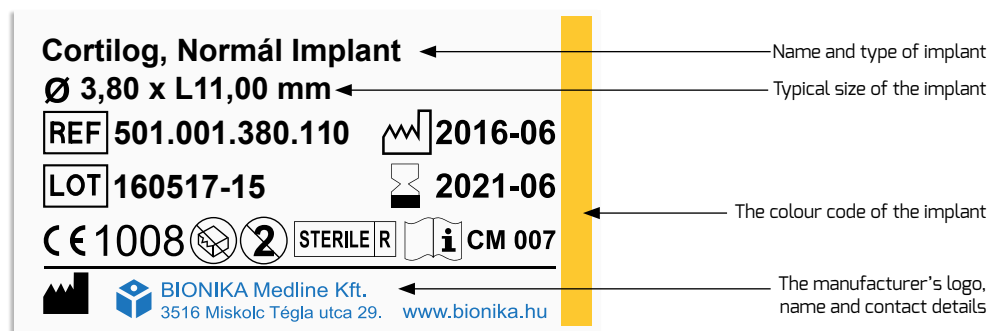 Cortilog, Normál Implant
Name and type of implant
Ø 3,80 x L11,00 mm
Typical size of the implant
REF 501.001.380.110 2016-06
LOT 160517-15 2021-06
The colour code of the implant
CE 1008 2 STERILE R i CM 007
BIONIKA Medline Kft.
3516 Miskolc Tégla utca 29. www.bionika.hu
The manufacturer's logo,
name and contact details